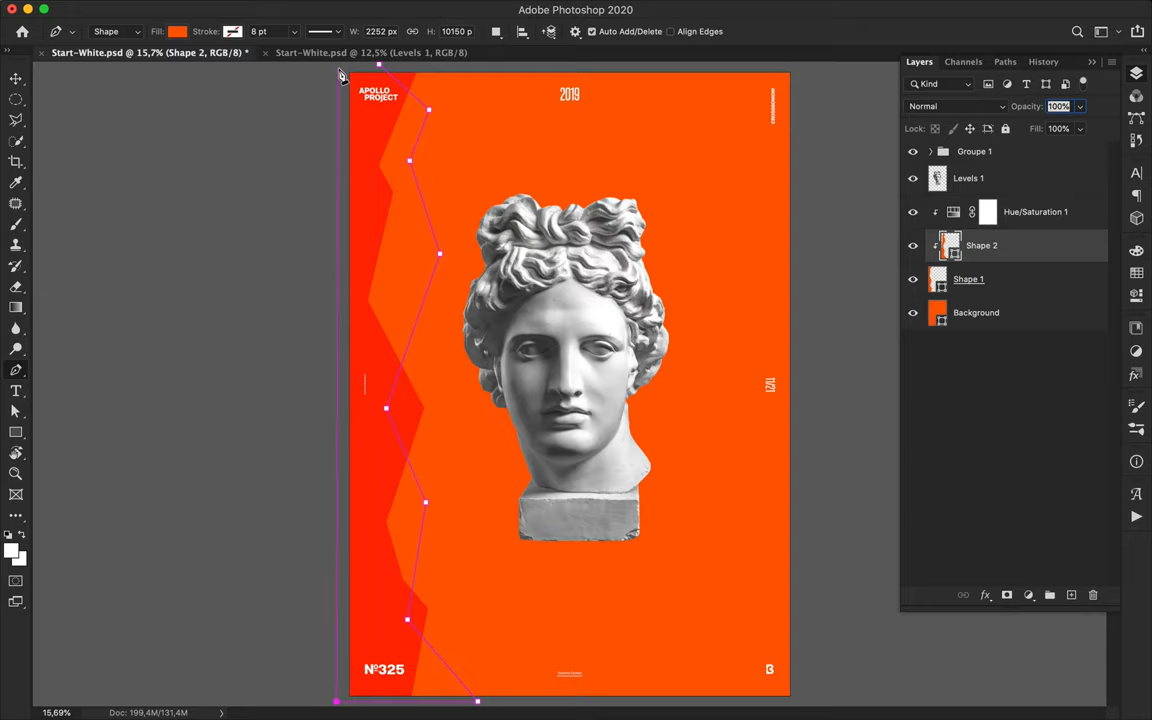 Adobe Photoshop 2020
Shape
Fill:
Stroke:
8 pt
W:
2252 px
H:
10150 p
Auto Add/Delete
Align Edges
Start-White.psd @ 15,7% (Shape 2, RGB/8) *
Start-White.psd @ 12,5% (Levels 1, RGB/8)
Layers
Channels
Paths
History
Kind
Normal
Opacity:
100%
Lock:
Fill:
100%
Groupe 1
Levels 1
Hue/Saturation 1
Shape 2
Shape 1
Background
APOLLO
PROJECT
2019
CROSSBOWOW
11/21
Nº325
15,69%
Doc: 199,4M/131,4M